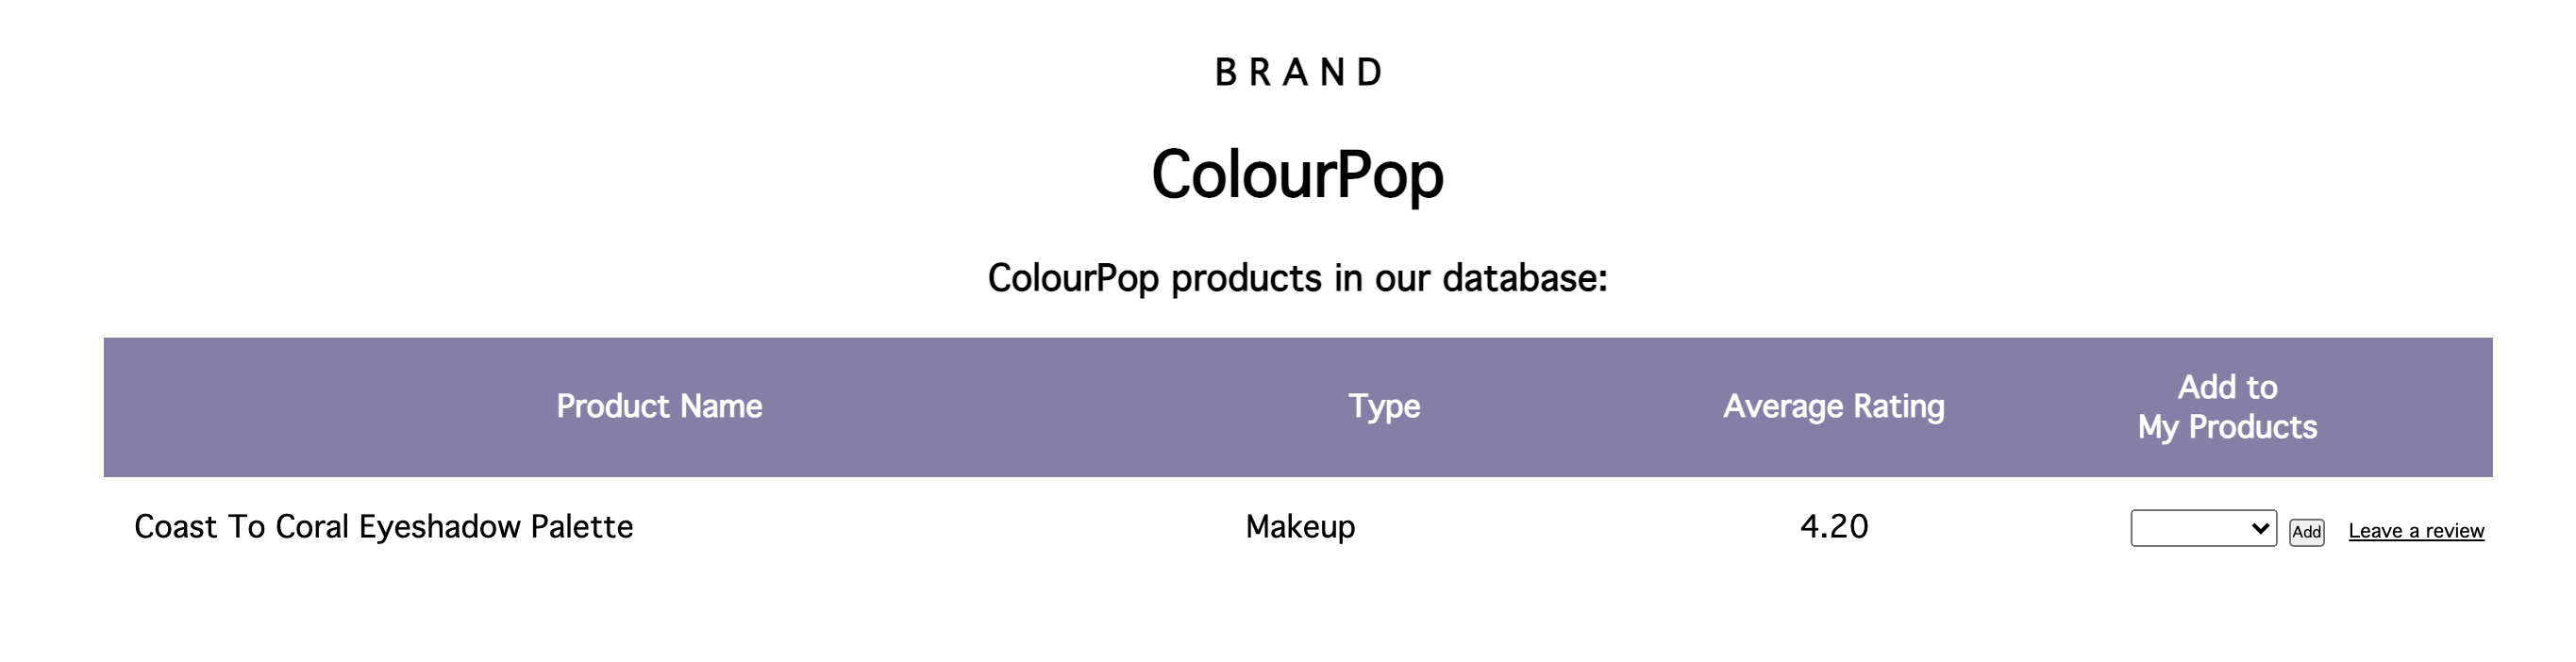 BRAND
ColourPop
ColourPop products in our database:
Product Name Type Average Rating Add to
My Products
Coast To Coral Eyeshadow Palette Makeup 4.20 Add Leave a review